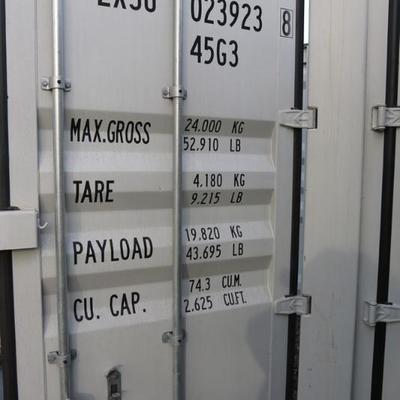 023923 8
45G3
MAX.GROSS 24.000 KG
52.910 LB
TARE 4.180 KG
9.215 LB
PAYLOAD 19.820 KG
43.695 LB
CU. CAP. 74.3 CU.M.
2.625 CU.FT.